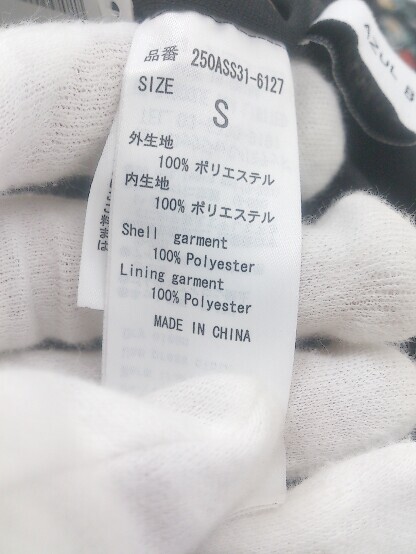 品番 250ASS31-6127
SIZE
S
外生地
100% ポリエステル
内生地
100% ポリエステル
Shell garment
100% Polyester
Lining garment
100% Polyester
MADE IN CHINA
AZUL B